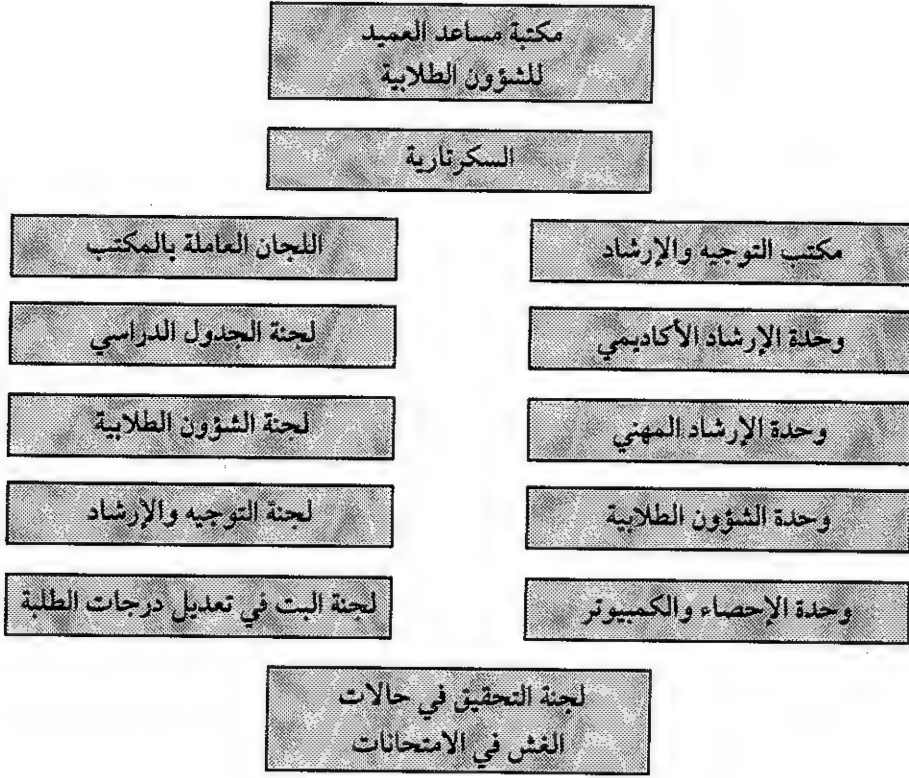 مكتبة مساعد العميد
للشؤون الطلابية
السكرتارية
مكتب التوجيه والإرشاد
اللجان العاملة بالمكتب
وحدة الإرشاد الأكاديمي
لجنة الجدول الدراسي
وحدة الإرشاد المهني
لجنة الشؤون الطلابية
وحدة الشؤون الطلابية
لجنة التوجيه والإرشاد
وحدة الإحصاء والكمبيوتر
لجنة البت في تعديل درجات الطلبة
لجنة التحقيق في حالات
الغش في الامتحانات